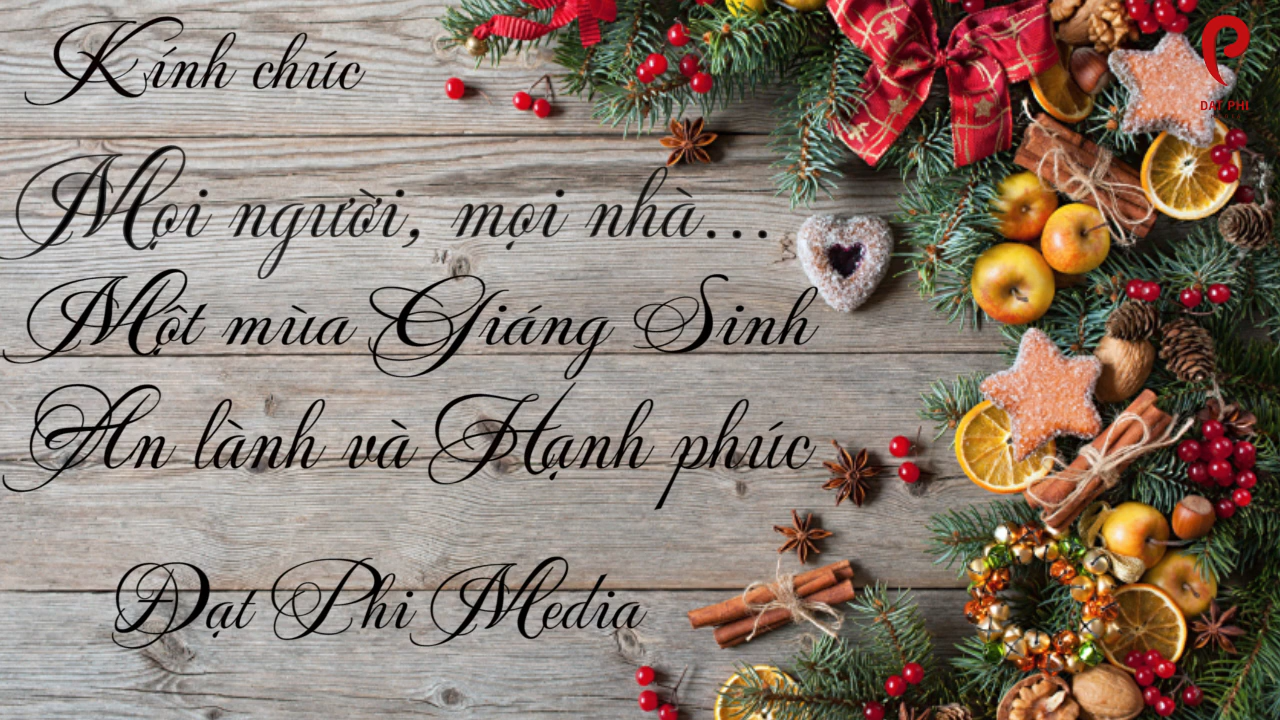 Kính chúc
ĐẠT PHI
Mọi người, mọi nhà...
Một mùa Giáng Sinh
An lành và Hạnh phúc
Đạt Phi Media